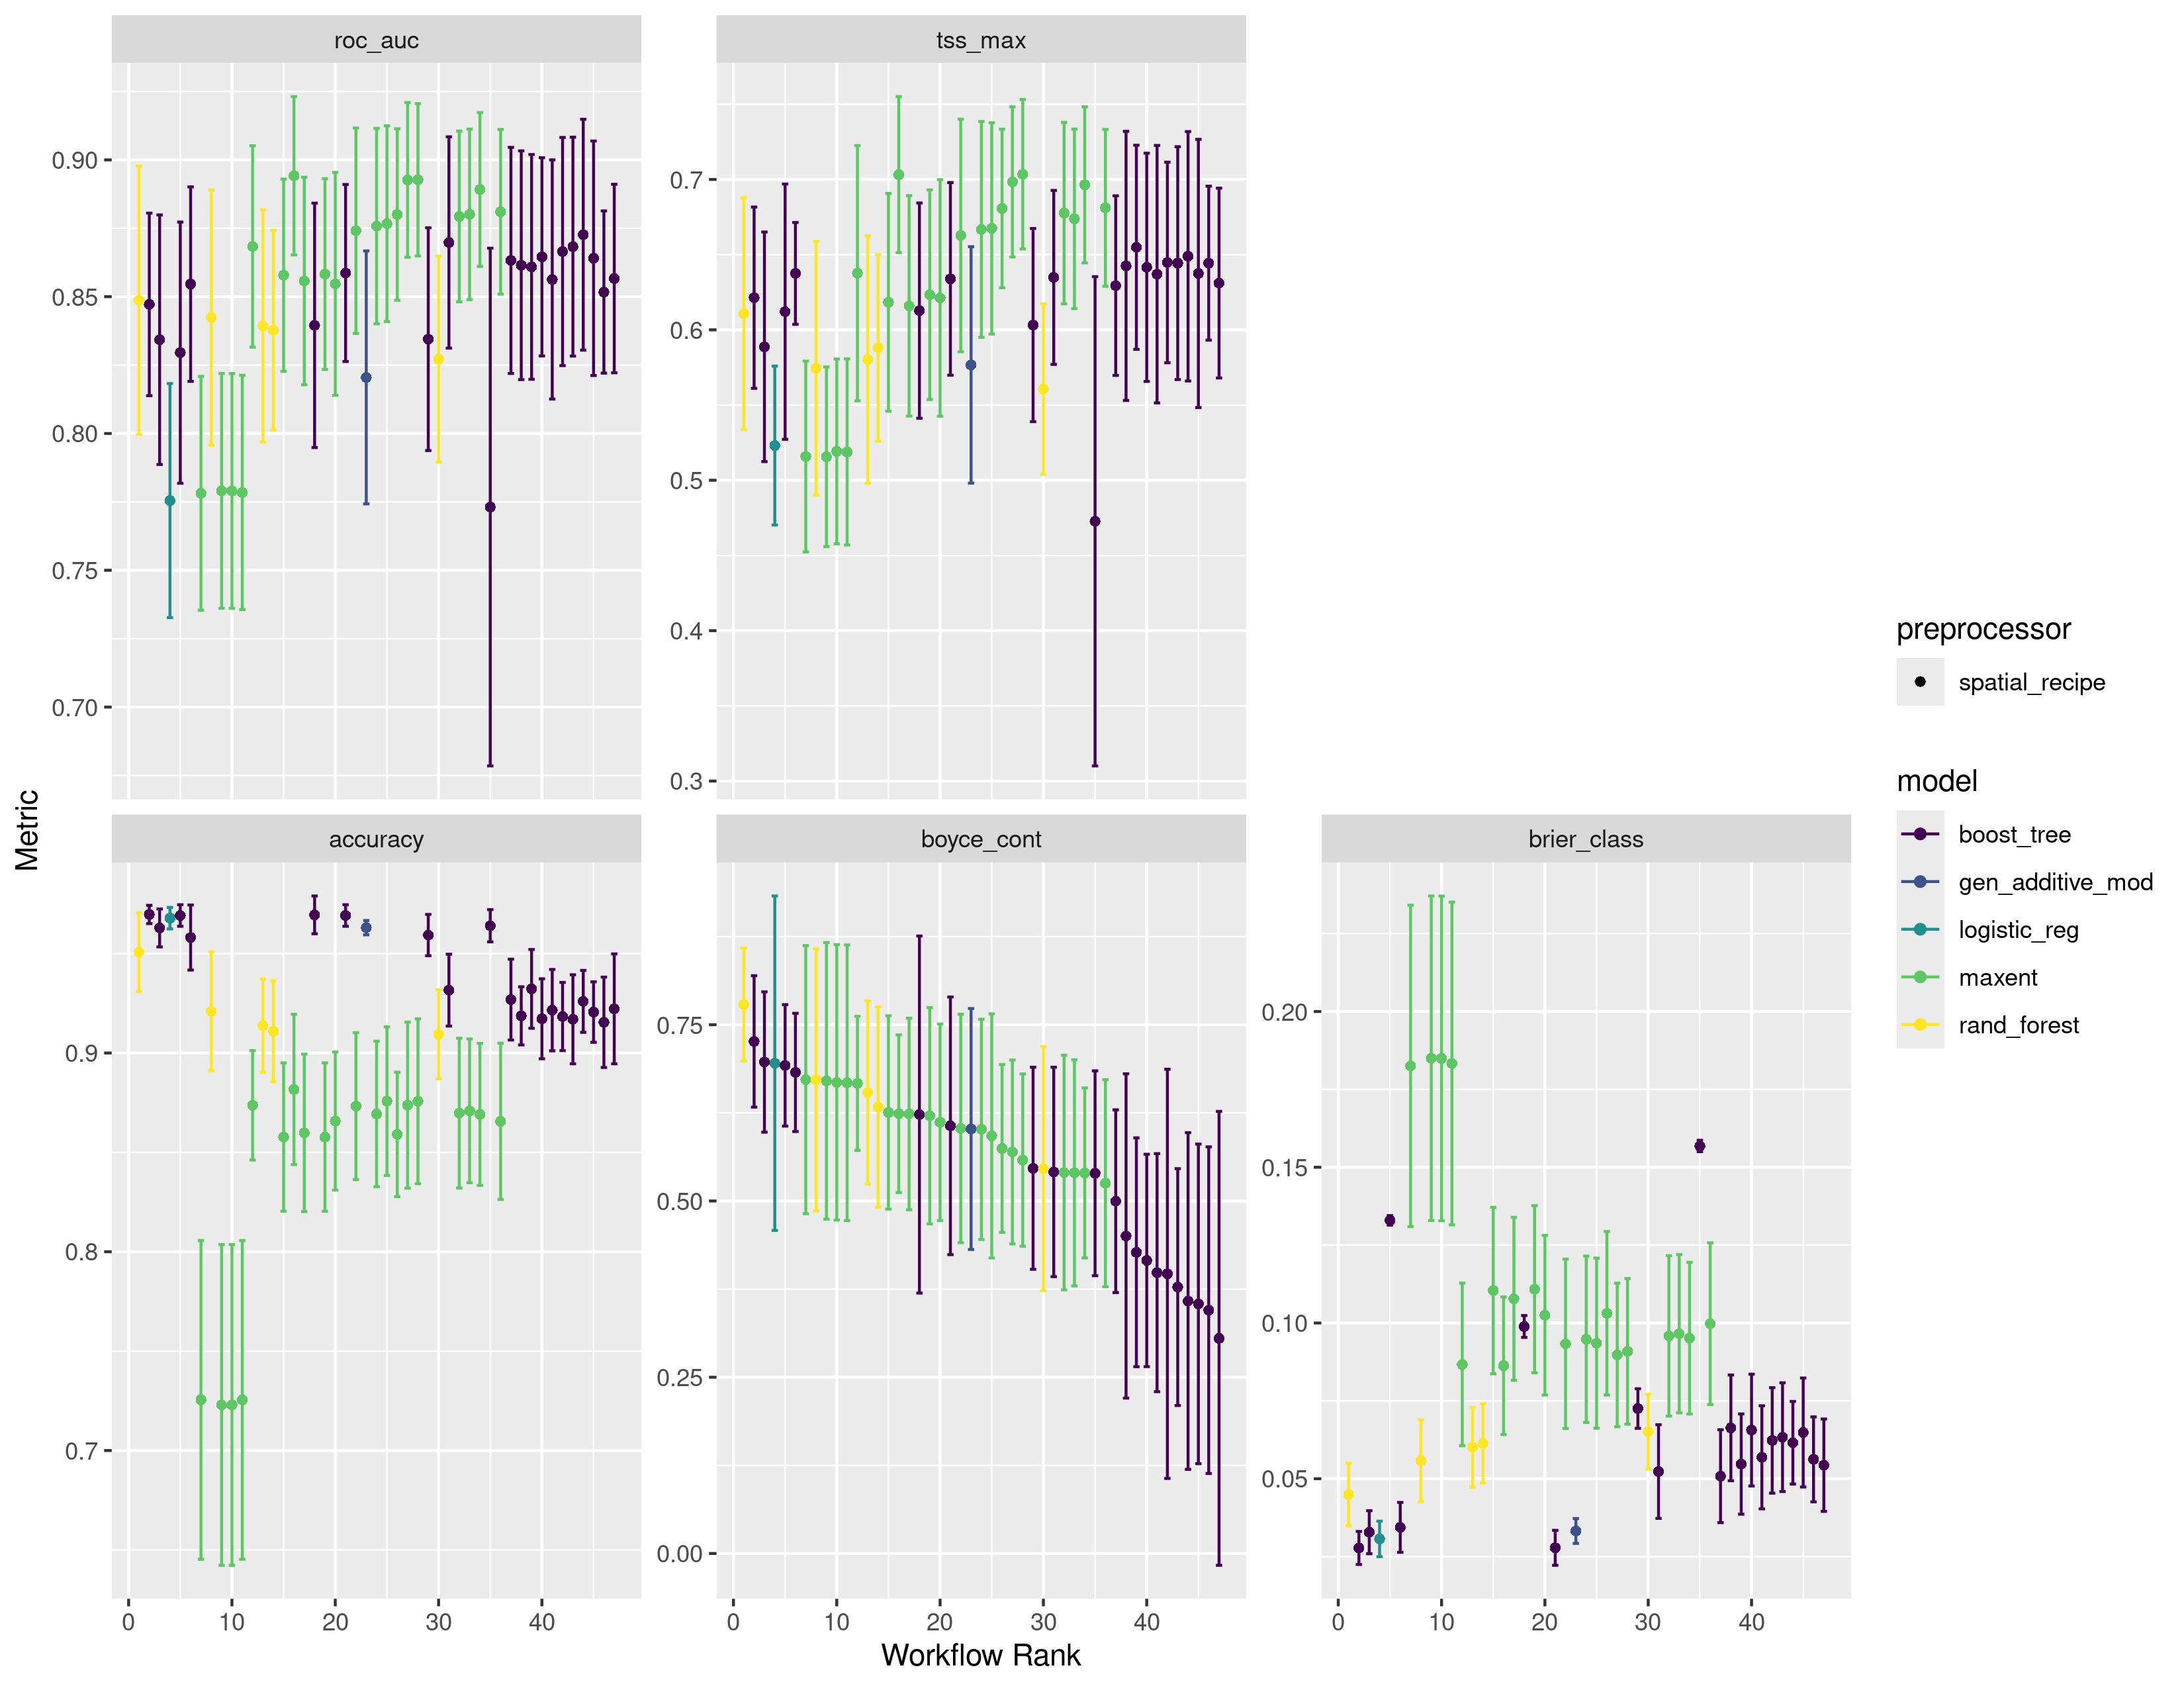 roc_auc
tss_max
0.90
0.85
0.80
0.75
0.70
0.7
0.6
0.5
0.4
0.3
Metric
accuracy
boyce_cont
brier_class
0.9
0.8
0.7
0.75
0.50
0.25
0.00
0.20
0.15
0.10
0.05
0 10 20 30 40
0 10 20 30 40
0 10 20 30 40
Workflow Rank
preprocessor
spatial_recipe
model
boost_tree
gen_additive_mod
logistic_reg
maxent
rand_forest